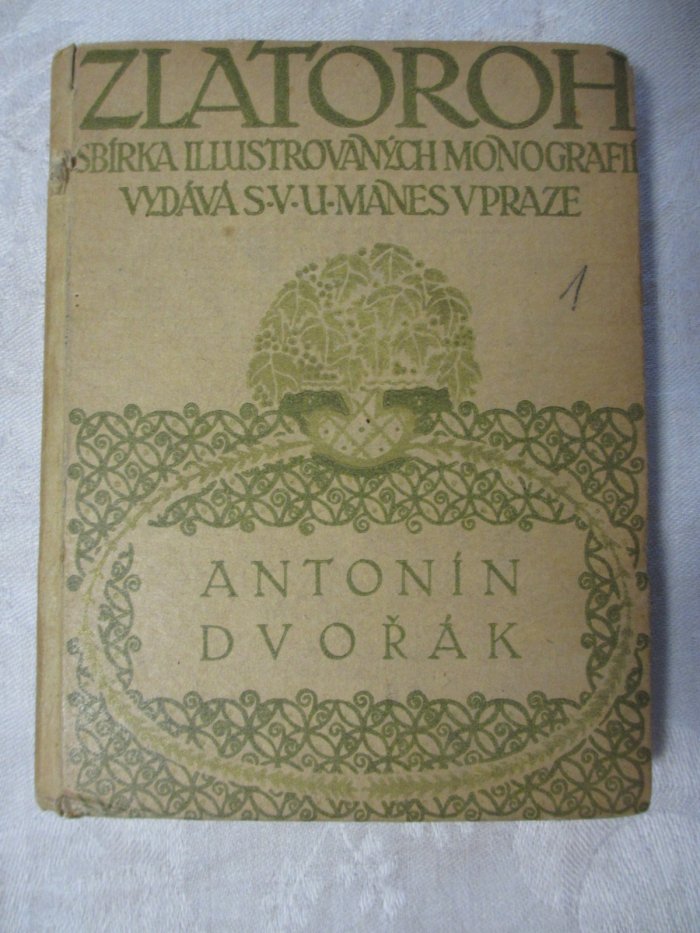 ZLATOROH
SBÍRKA ILLUSTROVANÝCH MONOGRAFIÍ
VYDÁVÁ S·V·U·MÁNES V PRAZE
1
ANTONÍN
DVOŘÁK